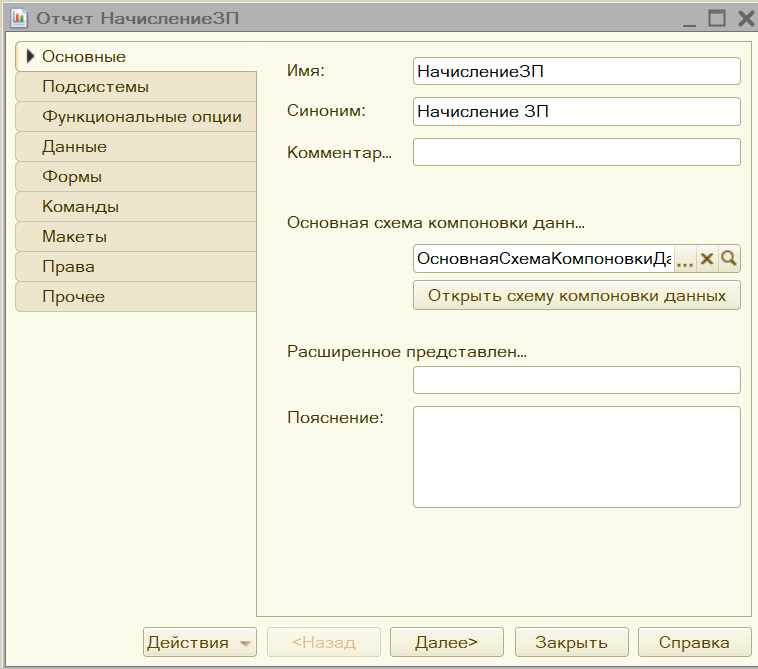 Отчет НачислениеЗП
Основные
Подсистемы
Функциональные опции
Данные
Формы
Команды
Макеты
Права
Прочее
Имя: НачислениеЗП
Синоним: Начисление ЗП
Комментар...
Основная схема компоновки данн...
ОсновнаяСхемаКомпоновкиДа ...
Открыть схему компоновки данных
Расширенное представлен...
Пояснение:
Действия <Назад Далее> Закрыть Справка